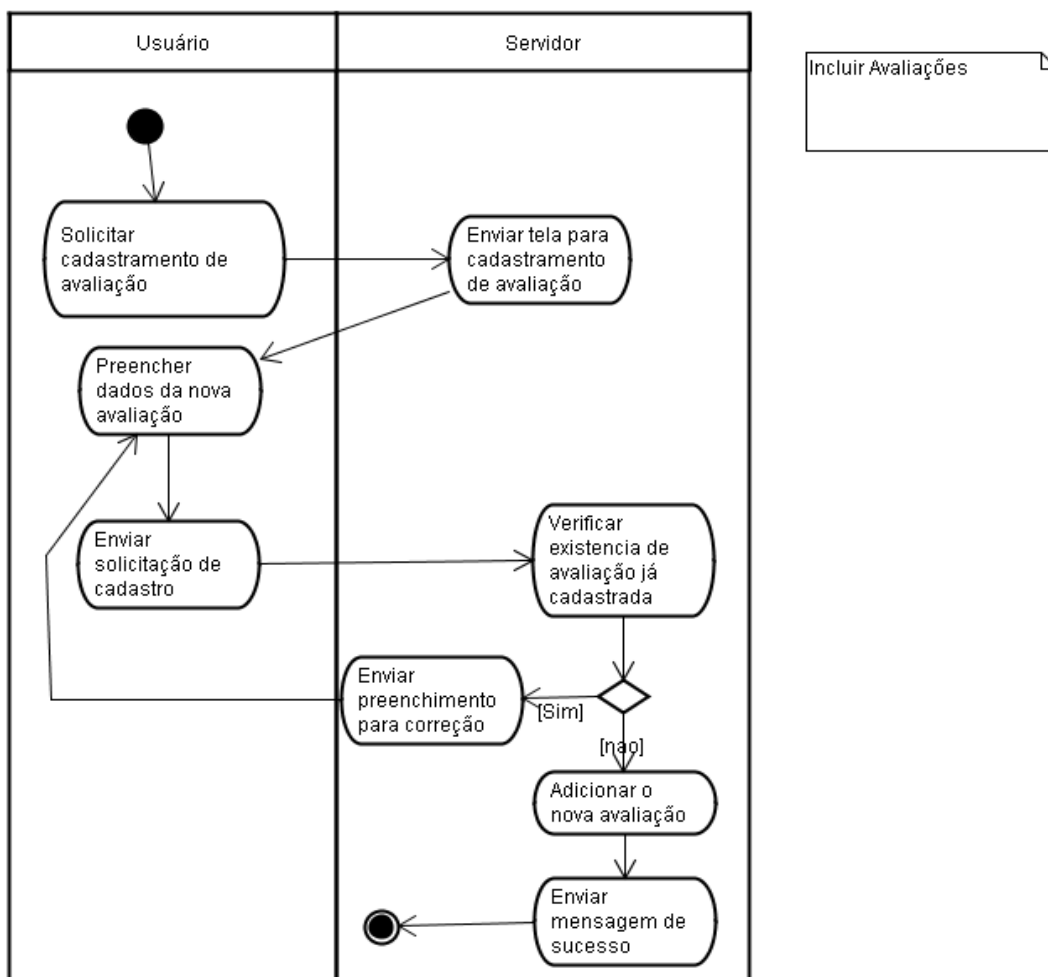 Usuário
Servidor
Incluir Avaliações
Solicitar
cadastramento de
avaliação
Enviar tela para
cadastramento
de avaliação
Preencher
dados da nova
avaliação
Enviar
solicitação de
cadastro
Verificar
existencia de
avaliação já
cadastrada
Enviar
preenchimento
para correção
[Sim]
[nao]
Adicionar o
nova avaliação
Enviar
mensagem de
sucesso